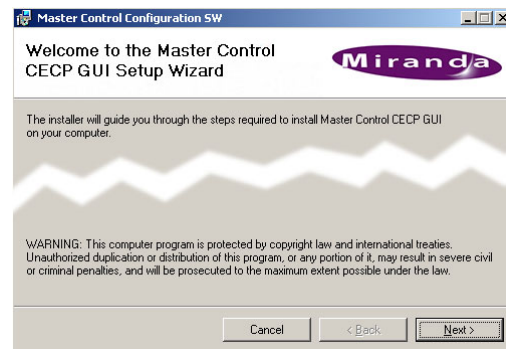 Master Control Configuration SW
Welcome to the Master Control
CECP GUI Setup Wizard
Miranda
The installer will guide you through the steps required to install Master Control CECP GUI
on your computer.
WARNING: This computer program is protected by copyright law and international treaties.
Unauthorized duplication or distribution of this program, or any portion of it, may result in severe civil
or criminal penalties, and will be prosecuted to the maximum extent possible under the law.
Cancel
< Back
Next >